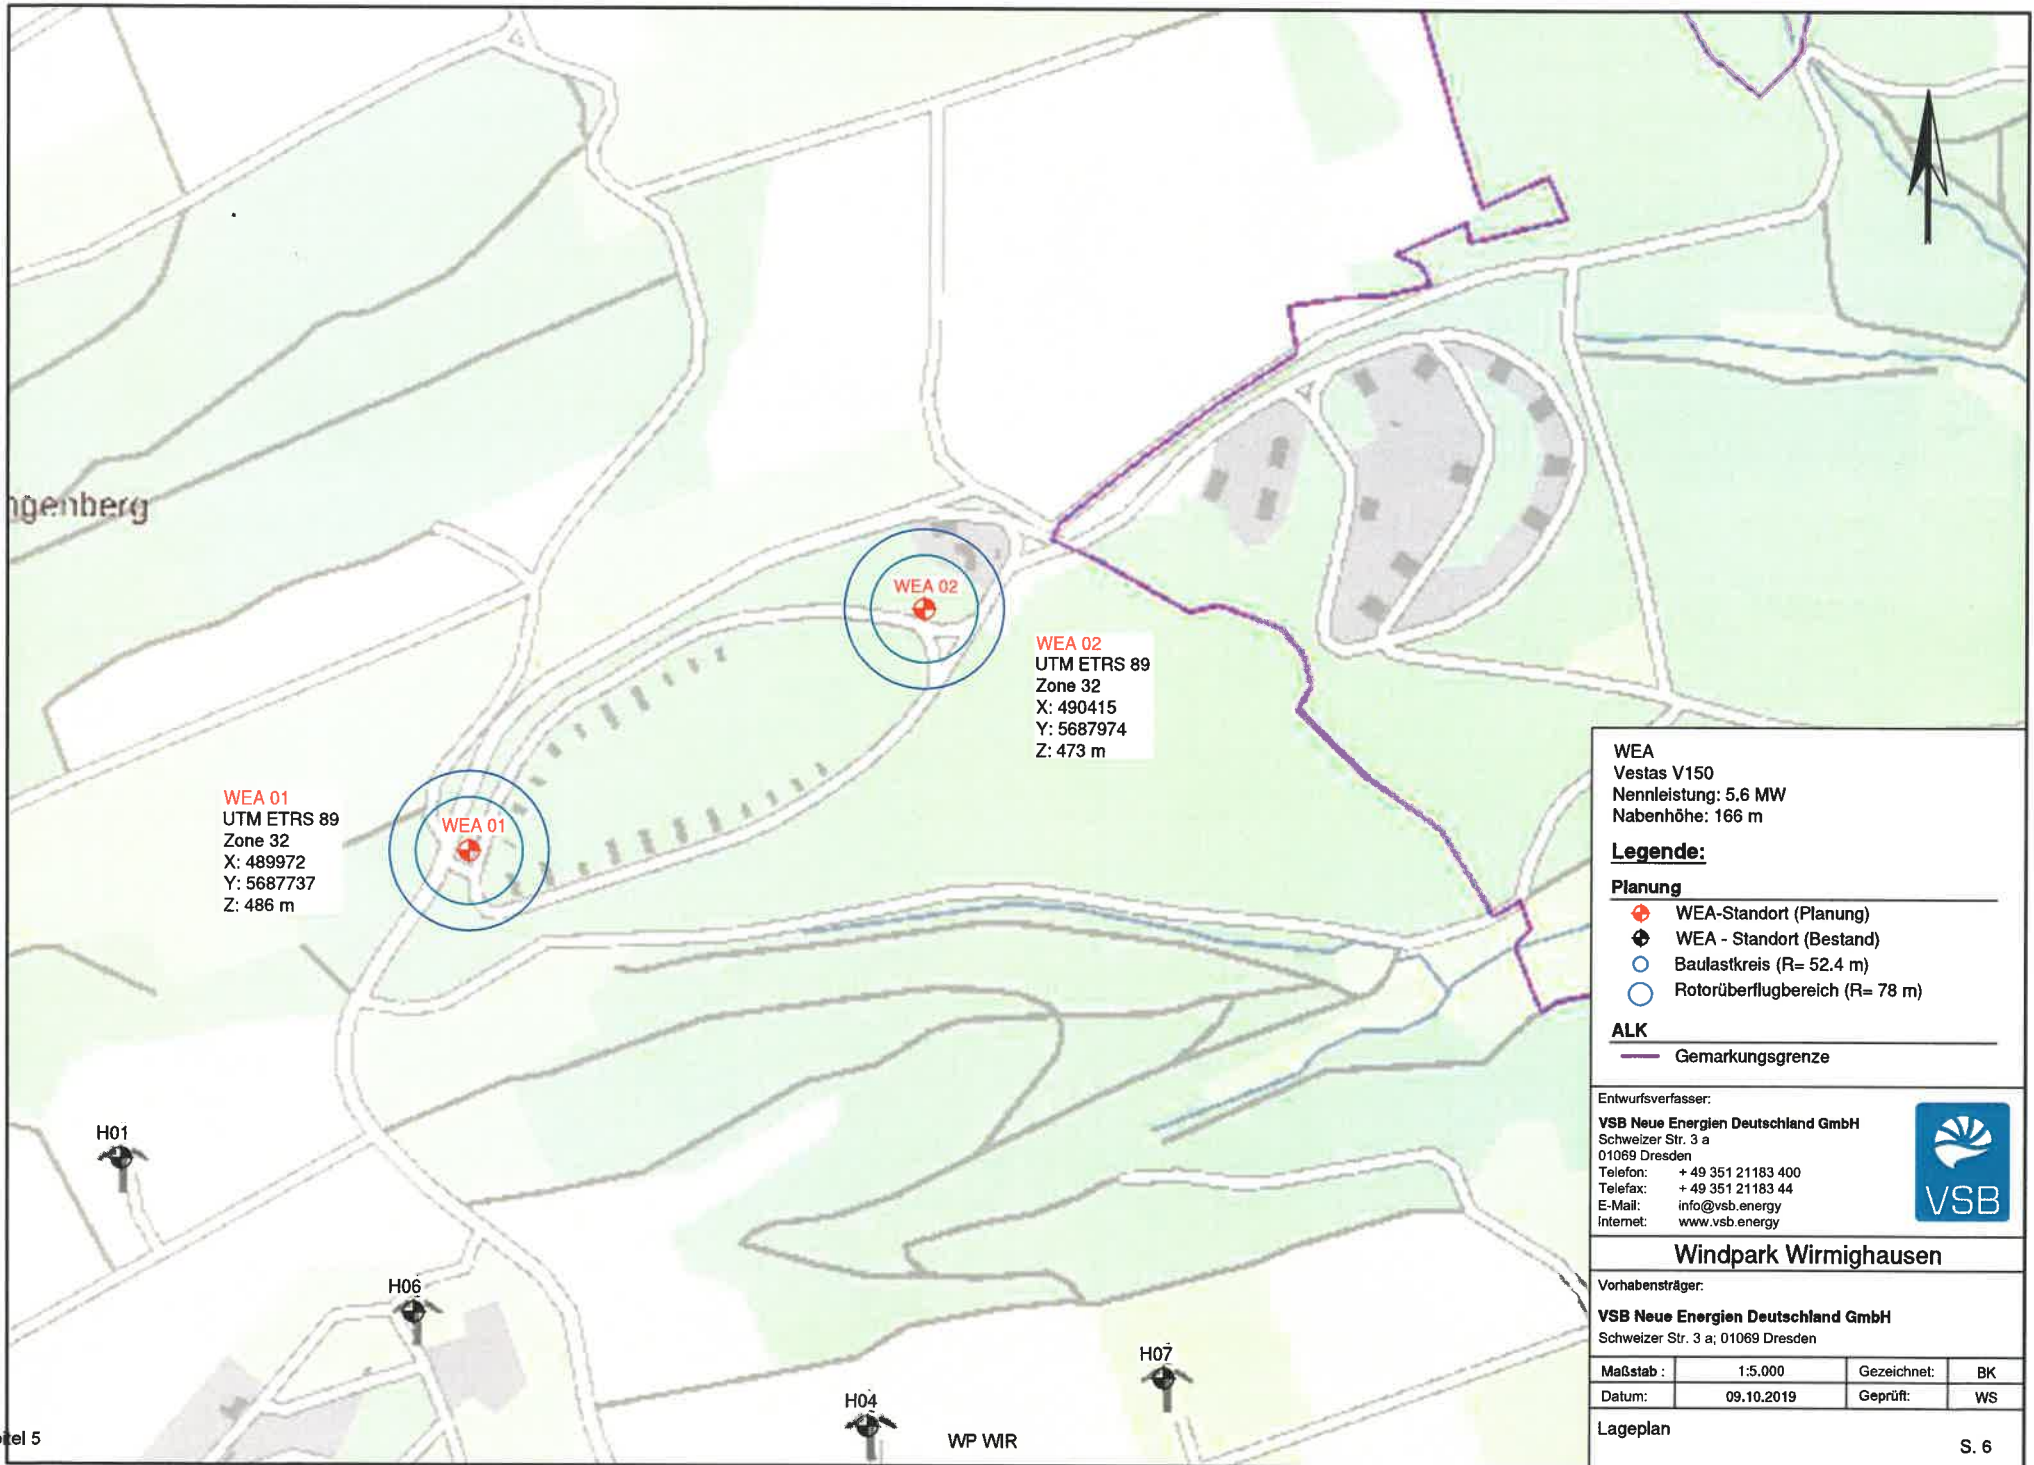 ngenberg
WEA 02
WEA 02
UTM ETRS 89
Zone 32
X: 490415
Y: 5687974
Z: 473 m
WEA 01
UTM ETRS 89
Zone 32
X: 489972
Y: 5687737
Z: 486 m
WEA 01
H01
H06
H04
H07
WP WIR
itel 5
WEA
Vestas V150
Nennleistung: 5.6 MW
Nabenhöhe: 166 m
Legende:
Planung
WEA-Standort (Planung)
WEA - Standort (Bestand)
Baulastkreis (R= 52.4 m)
Rotorüberflugbereich (R= 78 m)
ALK
Gemarkungsgrenze
Entwurfsverfasser:
VSB Neue Energien Deutschland GmbH
Schweizer Str. 3 a
01069 Dresden
Telefon: + 49 351 21183 400
Telefax: + 49 351 21183 44
E-Mail: info@vsb.energy
Internet: www.vsb.energy
VSB
Windpark Wirmighausen
Vorhabensträger:
VSB Neue Energien Deutschland GmbH
Schweizer Str. 3 a; 01069 Dresden
Maßstab : 1:5.000 Gezeichnet: BK
Datum: 09.10.2019 Geprüft: WS
Lageplan
S. 6